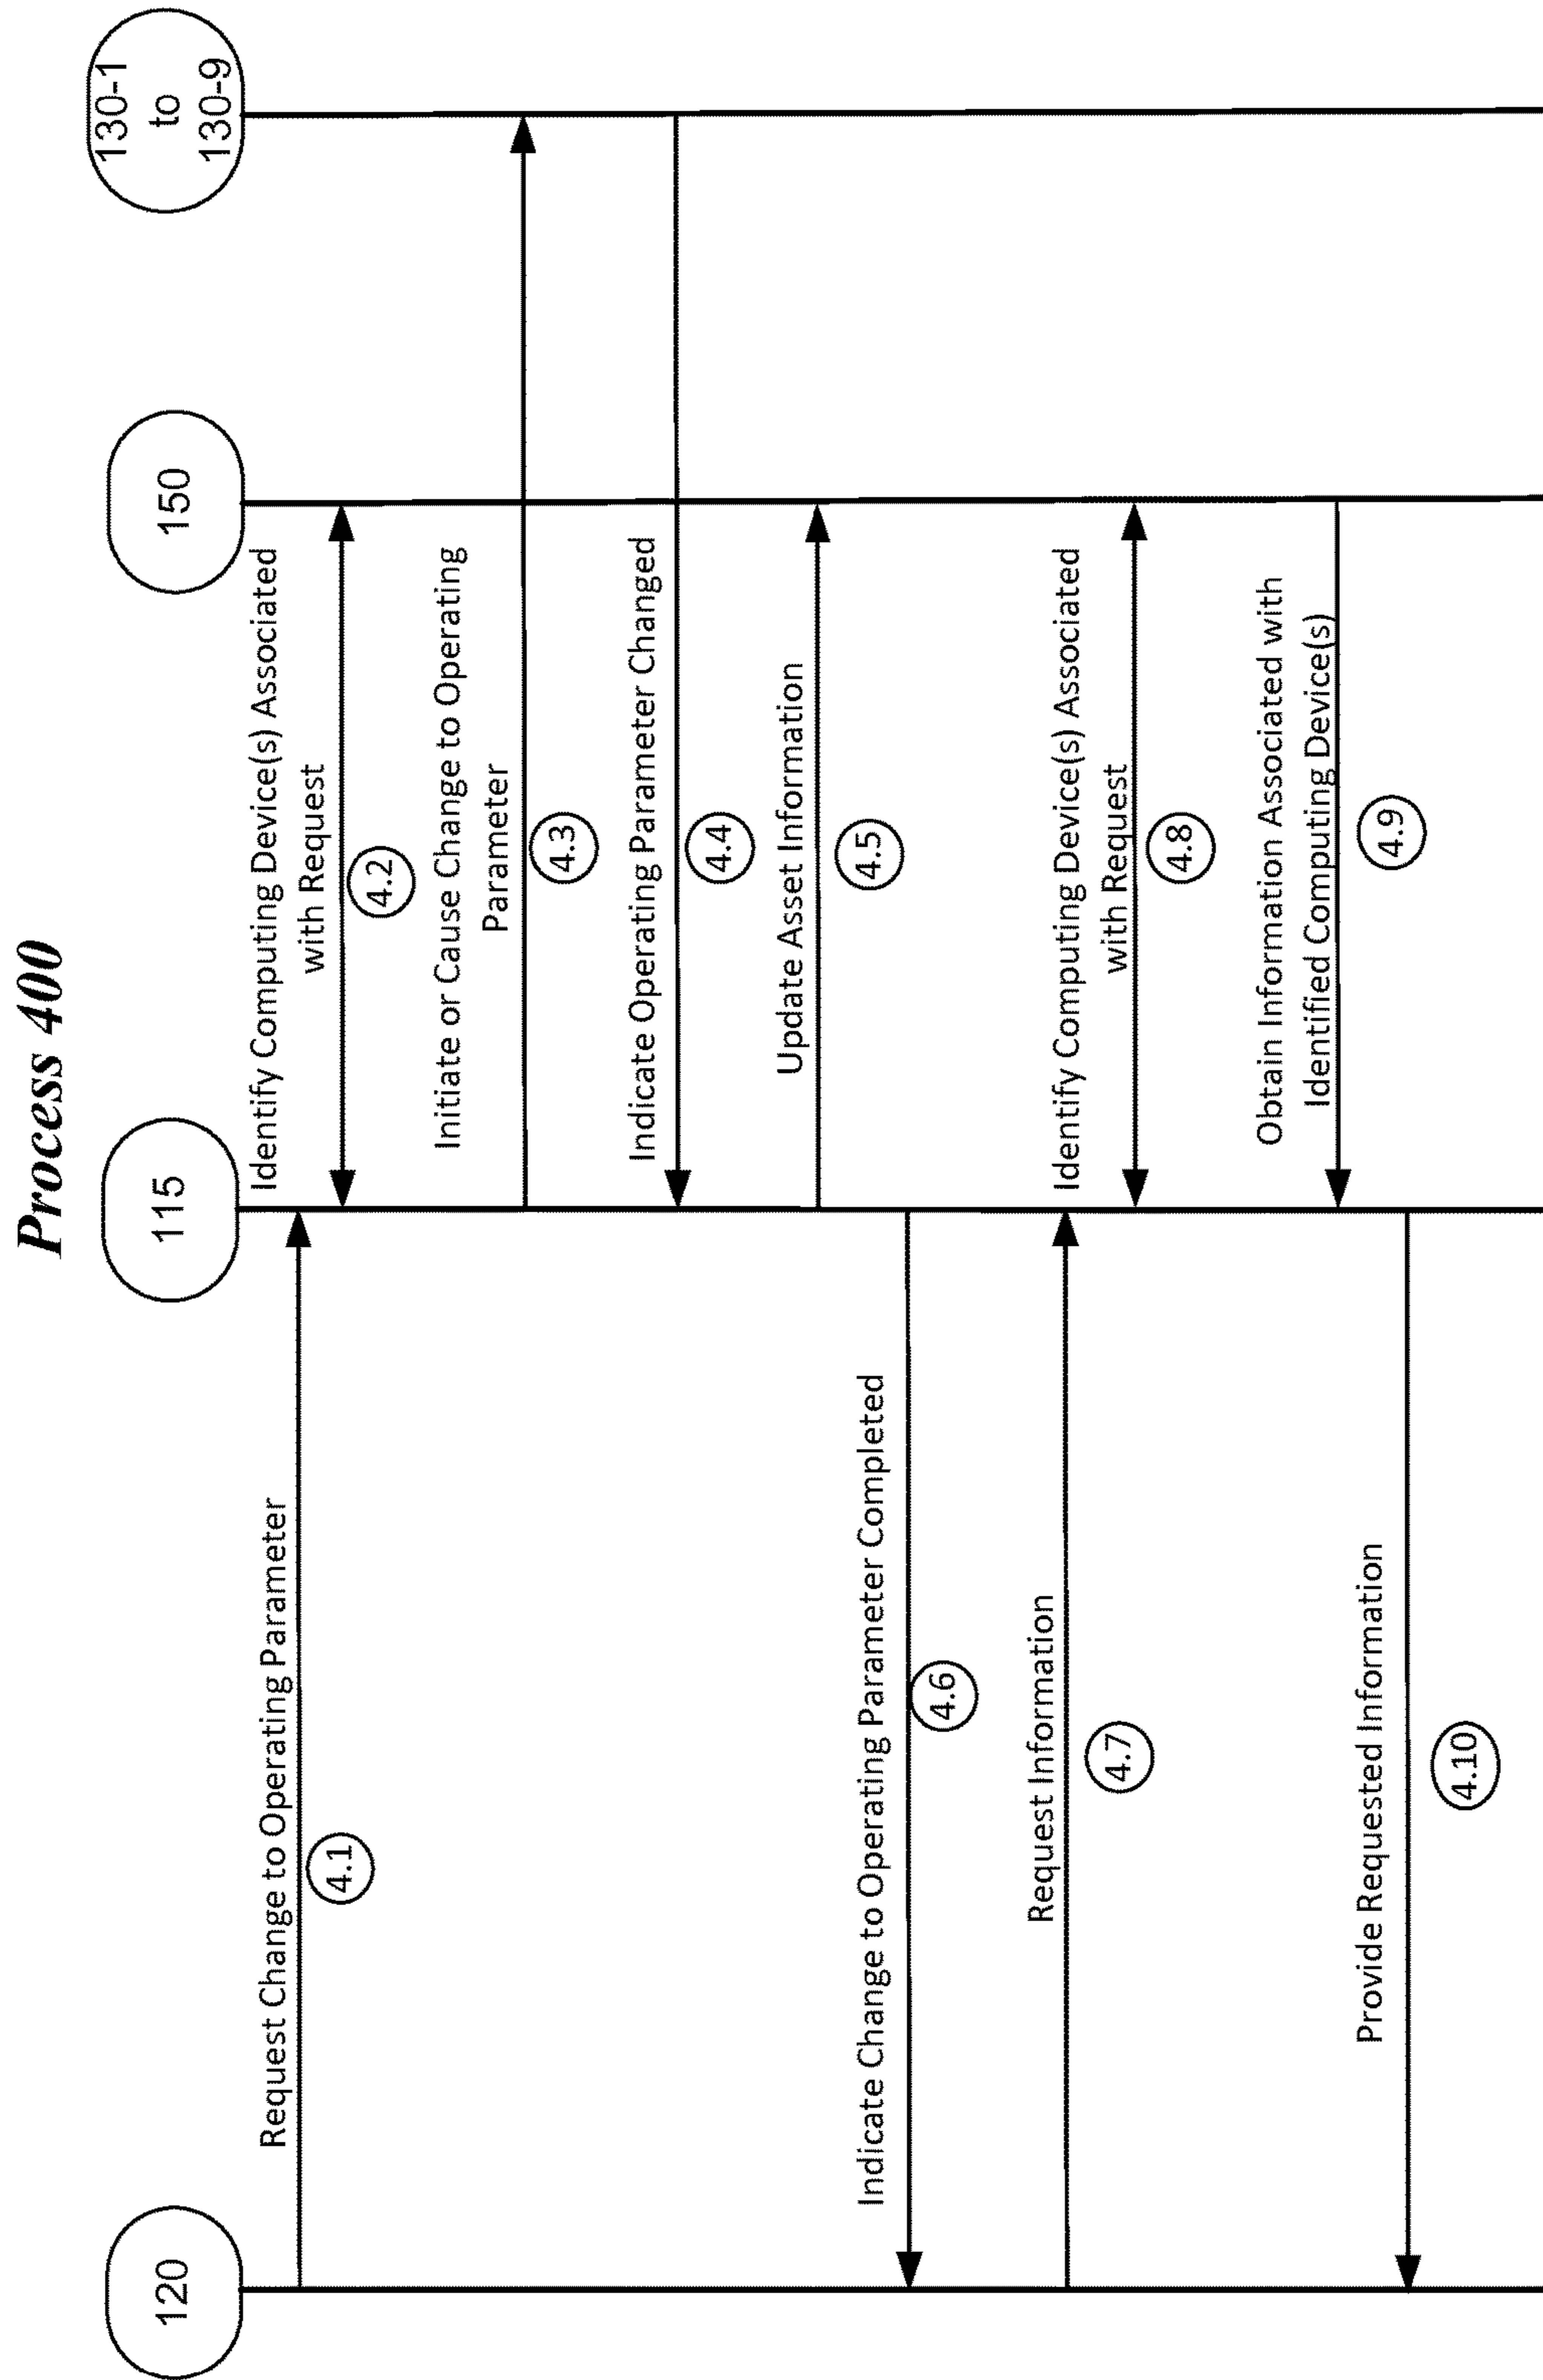 Process 400
120
115
150
130-1
to
130-9
Request Change to Operating Parameter
4.1
Identify Computing Device(s) Associated
with Request
4.2
Initiate or Cause Change to Operating
Parameter
4.3
Indicate Operating Parameter Changed
4.4
Update Asset Information
4.5
Indicate Change to Operating Parameter Completed
4.6
Request Information
4.7
Identify Computing Device(s) Associated
with Request
4.8
Obtain Information Associated with
Identified Computing Device(s)
4.9
Provide Requested Information
4.10